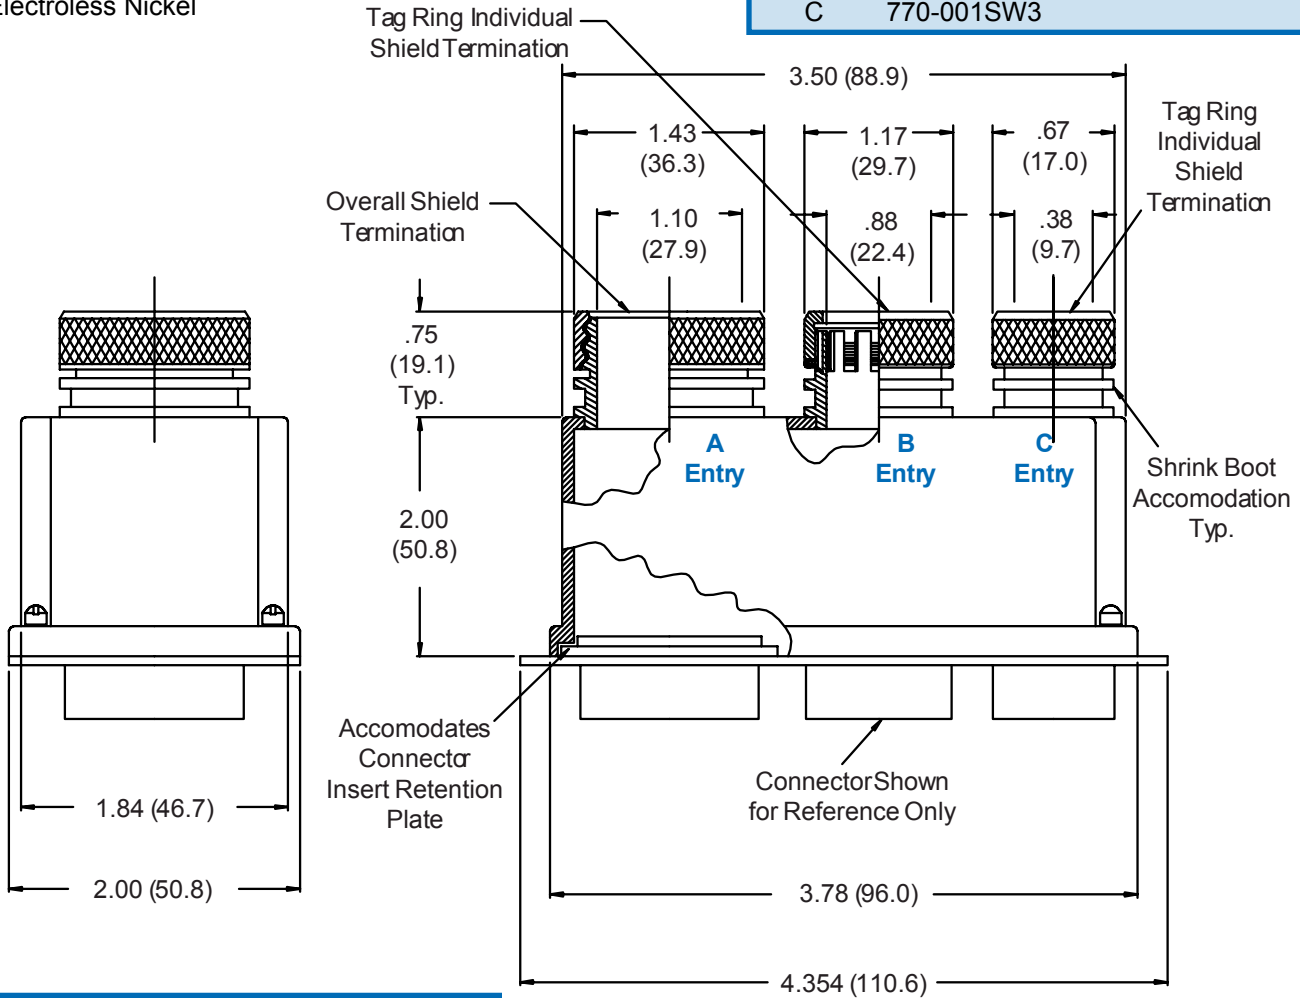 Electroless Nickel
C 770-001SW3
Tag Ring Individual
Shield Termination
3.50 (88.9)
1.43
(36.3)
1.17
(29.7)
.67
(17.0)
Tag Ring
Individual
Shield
Termination
Overall Shield
Termination
1.10
(27.9)
.88
(22.4)
.38
(9.7)
.75
(19.1)
Typ.
A
Entry
B
Entry
C
Entry
Shrink Boot
Accomodation
Typ.
2.00
(50.8)
Accomodates
Connector
Insert Retention
Plate
Connector Shown
for Reference Only
1.84 (46.7)
2.00 (50.8)
3.78 (96.0)
4.354 (110.6)